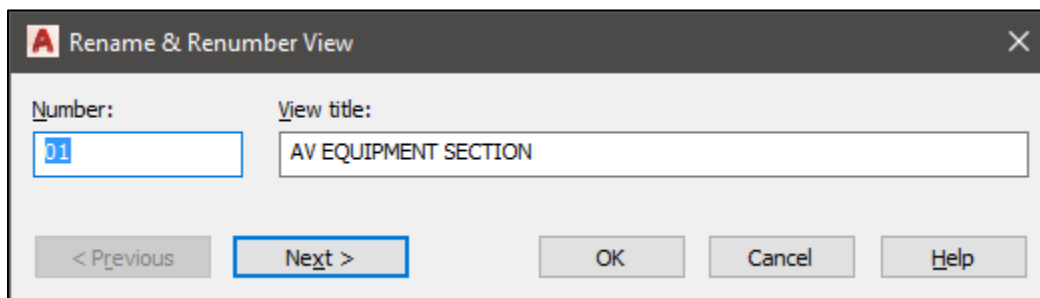 A Rename & Renumber View
Number: View title:
01 AV EQUIPMENT SECTION
< Previous Next > OK Cancel Help